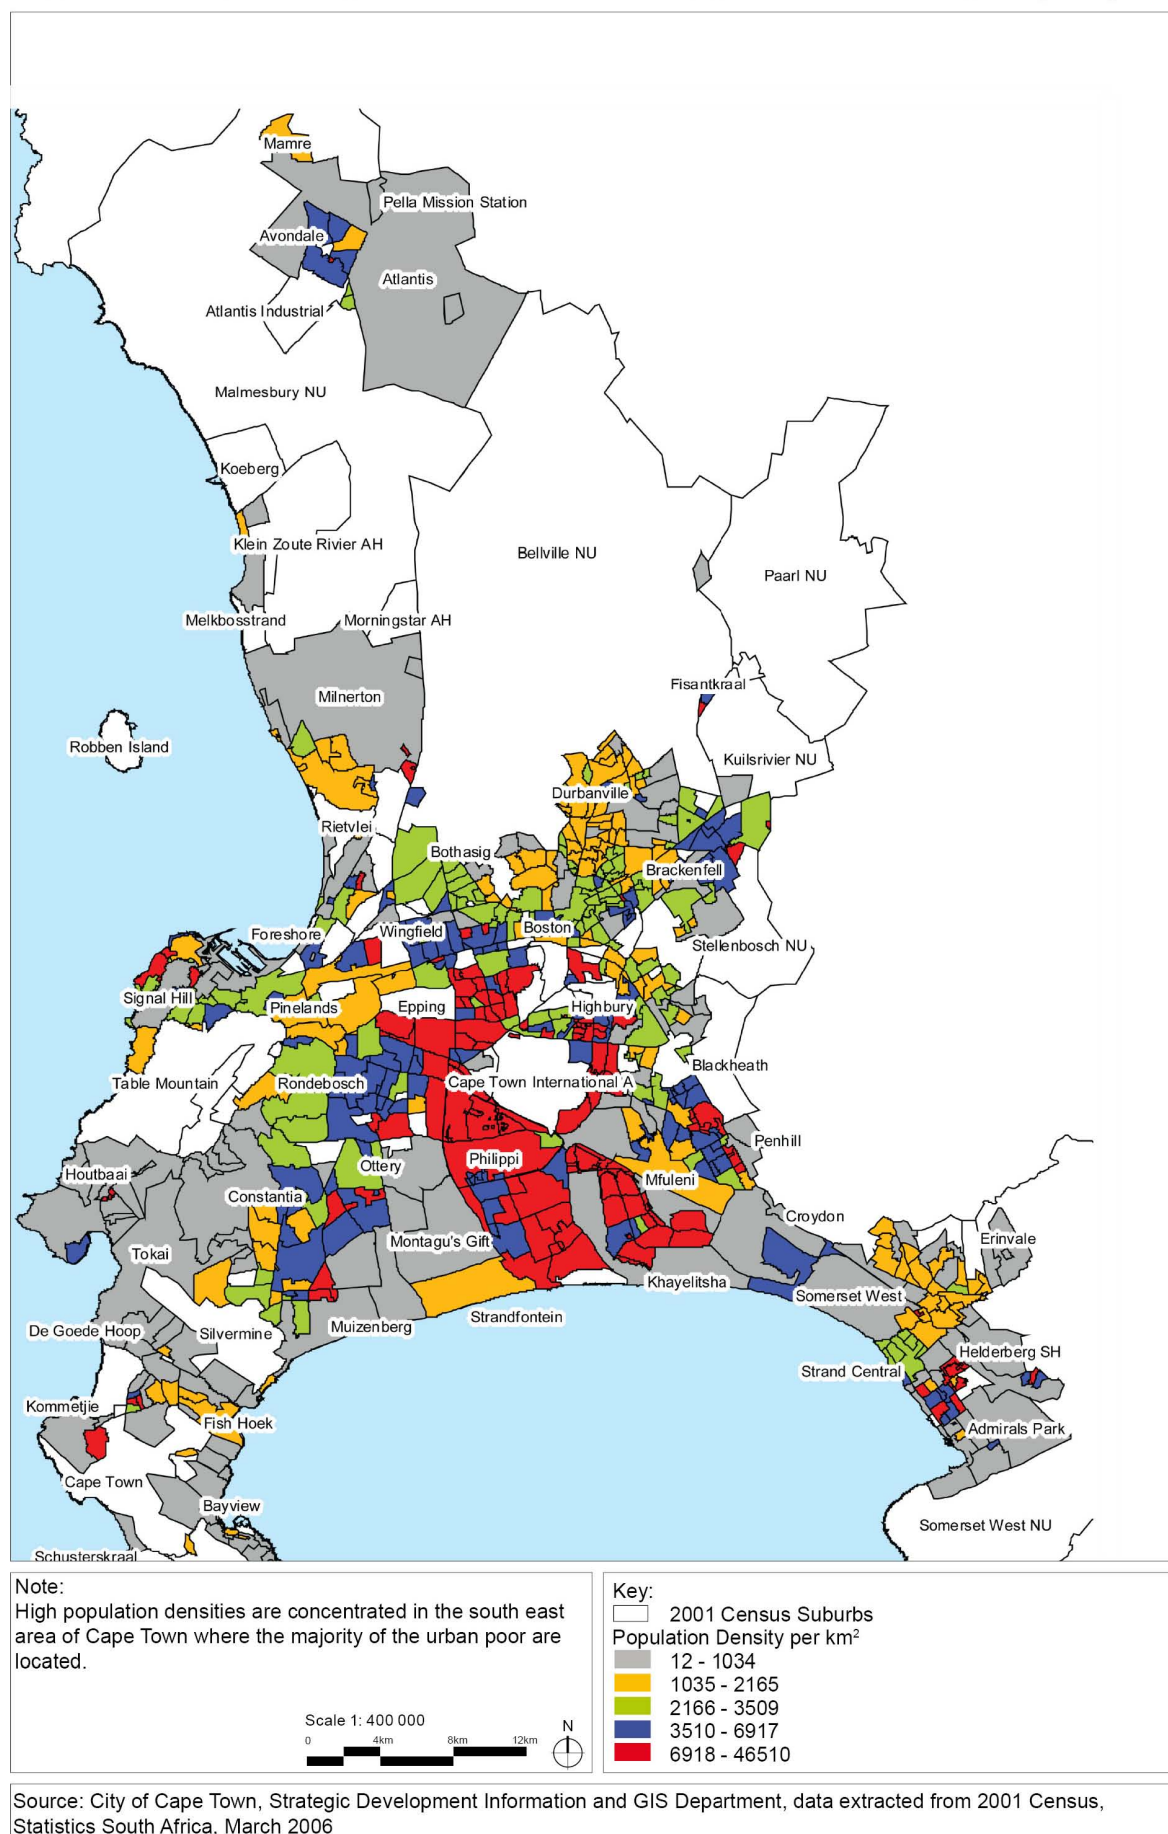 Mamre
Pella Mission Station
Avondale
Atlantis
Atlantis Industrial
Malmesbury NU
Koeberg
Klein Zoute Rivier AH
Bellville NU
Paarl NU
Melkbosstrand
Morningstar AH
Fisantkraal
Milnerton
Robben Island
Kuilsrivier NU
Durbanville
Rietvlei
Bothasig
Brackenfell
Foreshore
Wingfield
Boston
Stellenbosch NU
Signal Hill
Pinelands
Epping
Highbury
Blackheath
Table Mountain
Rondebosch
Cape Town International A
Penhill
Houtbaai
Ottery
Philippi
Mfuleni
Constantia
Croydon
Tokai
Montagu's Gift
Erinvale
Khayelitsha
Somerset West
Strandfontein
De Goede Hoop
Silvermine
Muizenberg
Helderberg SH
Strand Central
Kommetjie
Fish Hoek
Admirals Park
Cape Town
Bayview
Somerset West NU
Schusterskraal
Note:
High population densities are concentrated in the south east
area of Cape Town where the majority of the urban poor are
located.
Scale 1: 400 000
0 4km 8km 12km
N
Key:
2001 Census Suburbs
Population Density per km²
12 - 1034
1035 - 2165
2166 - 3509
3510 - 6917
6918 - 46510
Source: City of Cape Town, Strategic Development Information and GIS Department, data extracted from 2001 Census,
Statistics South Africa, March 2006